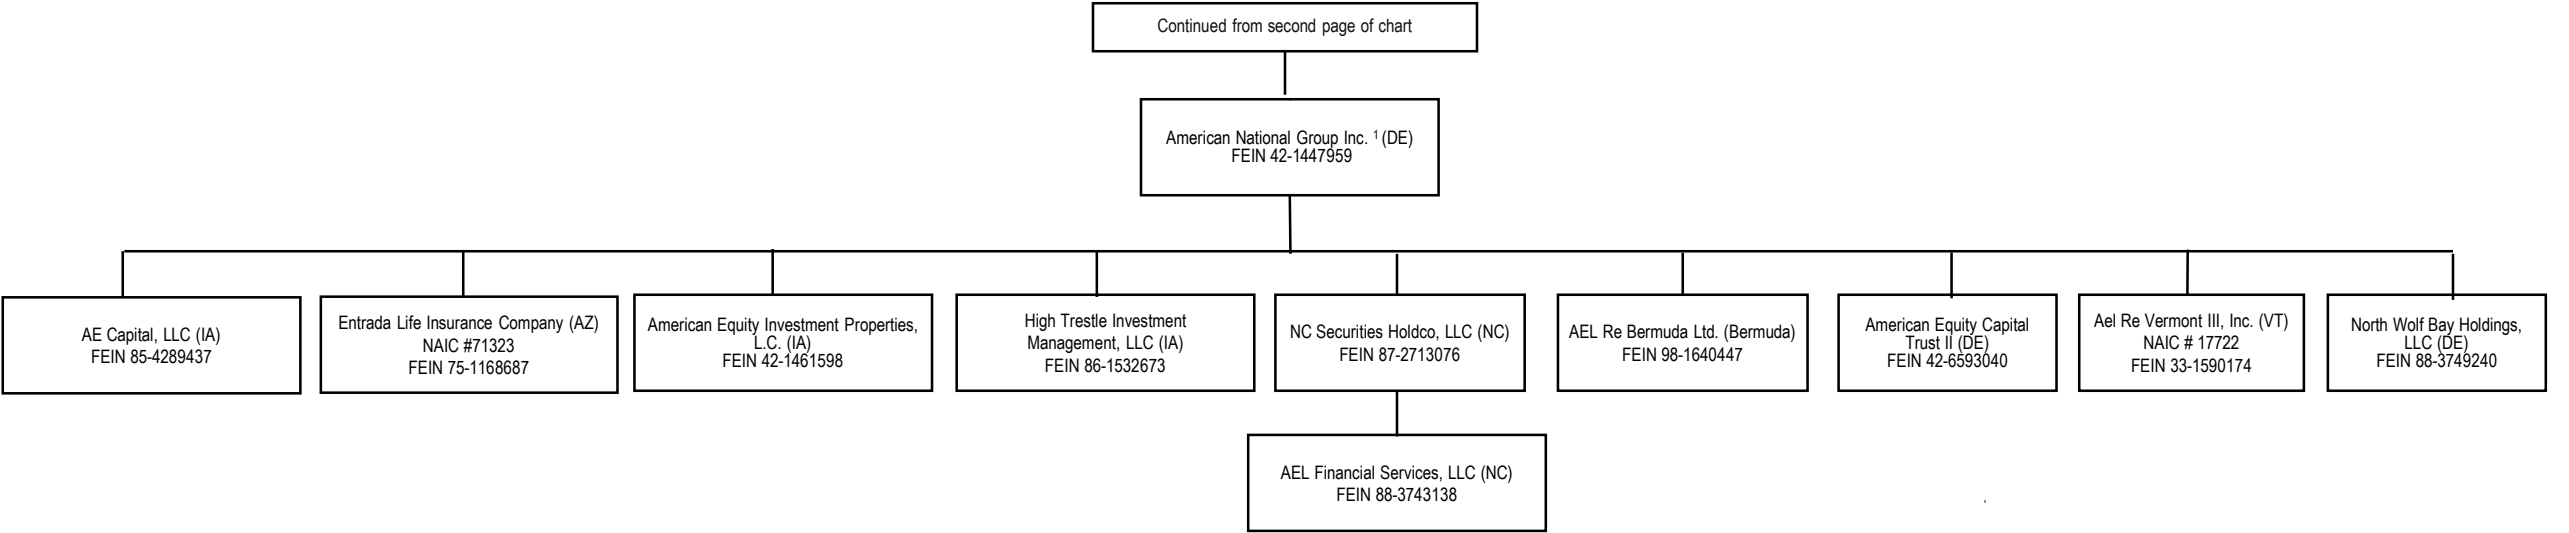 Continued from second page of chart
American National Group Inc. ¹ (DE)
FEIN 42-1447959
AE Capital, LLC (IA)
FEIN 85-4289437
Entrada Life Insurance Company (AZ)
NAIC #71323
FEIN 75-1168687
American Equity Investment Properties,
L.C. (IA)
FEIN 42-1461598
High Trestle Investment
Management, LLC (IA)
FEIN 86-1532673
NC Securities Holdco, LLC (NC)
FEIN 87-2713076
AEL Re Bermuda Ltd. (Bermuda)
FEIN 98-1640447
American Equity Capital
Trust II (DE)
FEIN 42-6593040
Ael Re Vermont III, Inc. (VT)
NAIC # 17722
FEIN 33-1590174
North Wolf Bay Holdings,
LLC (DE)
FEIN 88-3749240
AEL Financial Services, LLC (NC)
FEIN 88-3743138